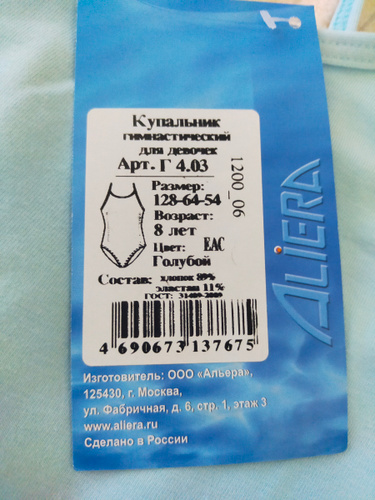 Купальник
гимнастический
для девочек
Арт. Г 4.03
Размер:
128-64-54
Возраст:
8 лет
Цвет: ЕАС
Голубой
Состав: хлопок 89%
эластан 11%
ГОСТ: 31409-2009
1200_06
4 690673 137675
ALIERA
Изготовитель: ООО «Альера».
125430, г. Москва,
ул. Фабричная, д. 6, стр. 1, этаж 3
www.aliera.ru
Сделано в России